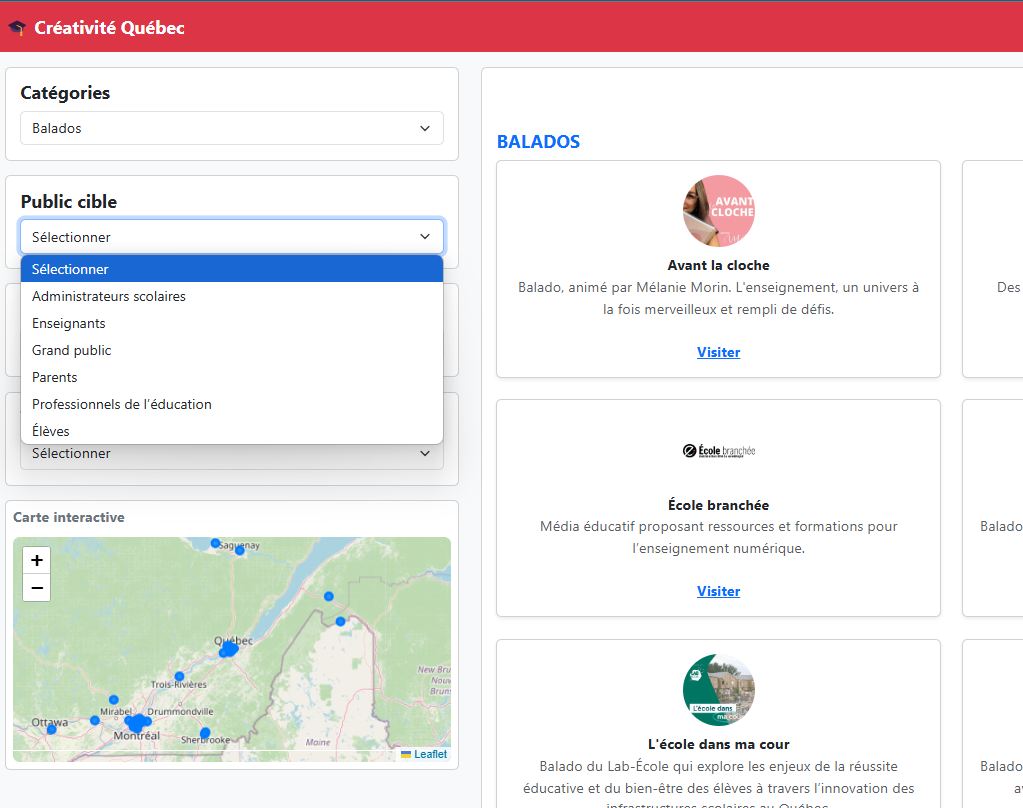 Créativité Québec
Catégories
Balados
Public cible
Sélectionner
Sélectionner
Administrateurs scolaires
Enseignants
Grand public
Parents
Professionnels de l’éducation
Élèves
Sélectionner
Carte interactive
+
−
Saguenay
Québec
Trois-Rivières
Mirabel
Drummondville
Ottawa
Montréal
Sherbrooke
Maine
New Bru
Nouv
Bruns
Leaflet
BALADOS
AVANT
CLOCHE
Avant la cloche
Balado, animé par Mélanie Morin. L'enseignement, un univers à
la fois merveilleux et rempli de défis.
Visiter
Des
École branchée
École branchée
Média éducatif proposant ressources et formations pour
l’enseignement numérique.
Visiter
Balado
L'école dans
ma cour
L'école dans ma cour
Balado du Lab-École qui explore les enjeux de la réussite
éducative et du bien-être des élèves à travers l’innovation des
infrastructures scolaires au Québec.
Balado